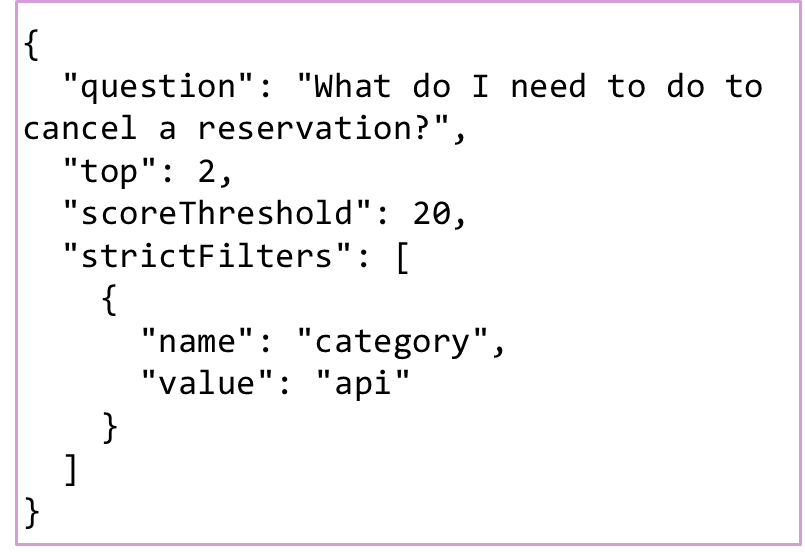 {
  "question": "What do I need to do to
cancel a reservation?",
  "top": 2,
  "scoreThreshold": 20,
  "strictFilters": [
    {
      "name": "category",
      "value": "api"
    }
  ]
}